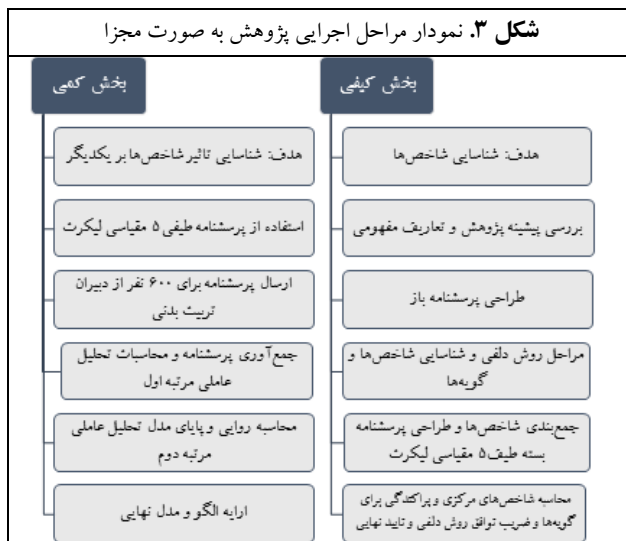 شکل ۳. نمودار مراحل اجرایی پژوهش به صورت مجزا
بخش کیفی
هدف: شناسایی شاخص‌ها
بررسی پیشینه پژوهش و تعاریف مفهومی
طراحی پرسشنامه باز
مراحل روش دلفی و شناسایی شاخص‌ها و
گویه‌ها
جمع‌بندی شاخص‌ها و طراحی پرسشنامه
بسته طیف ۵ مقیاسی لیکرت
محاسبه شاخص‌های مرکزی و پراکندگی برای
گویه‌ها و ضریب توافق روش دلفی و تایید نهایی
بخش کمی
هدف: شناسایی تاثیر شاخص‌ها بر یکدیگر
استفاده از پرسشنامه طیفی ۵ مقیاسی لیکرت
ارسال پرسشنامه برای ۶۰۰ نفر از دبیران
تربیت بدنی
جمع‌آوری پرسشنامه و محاسبات تحلیل
عاملی مرتبه اول
محاسبه روایی و پایای مدل تحلیل عاملی
مرتبه دوم
ارایه الگو و مدل نهایی